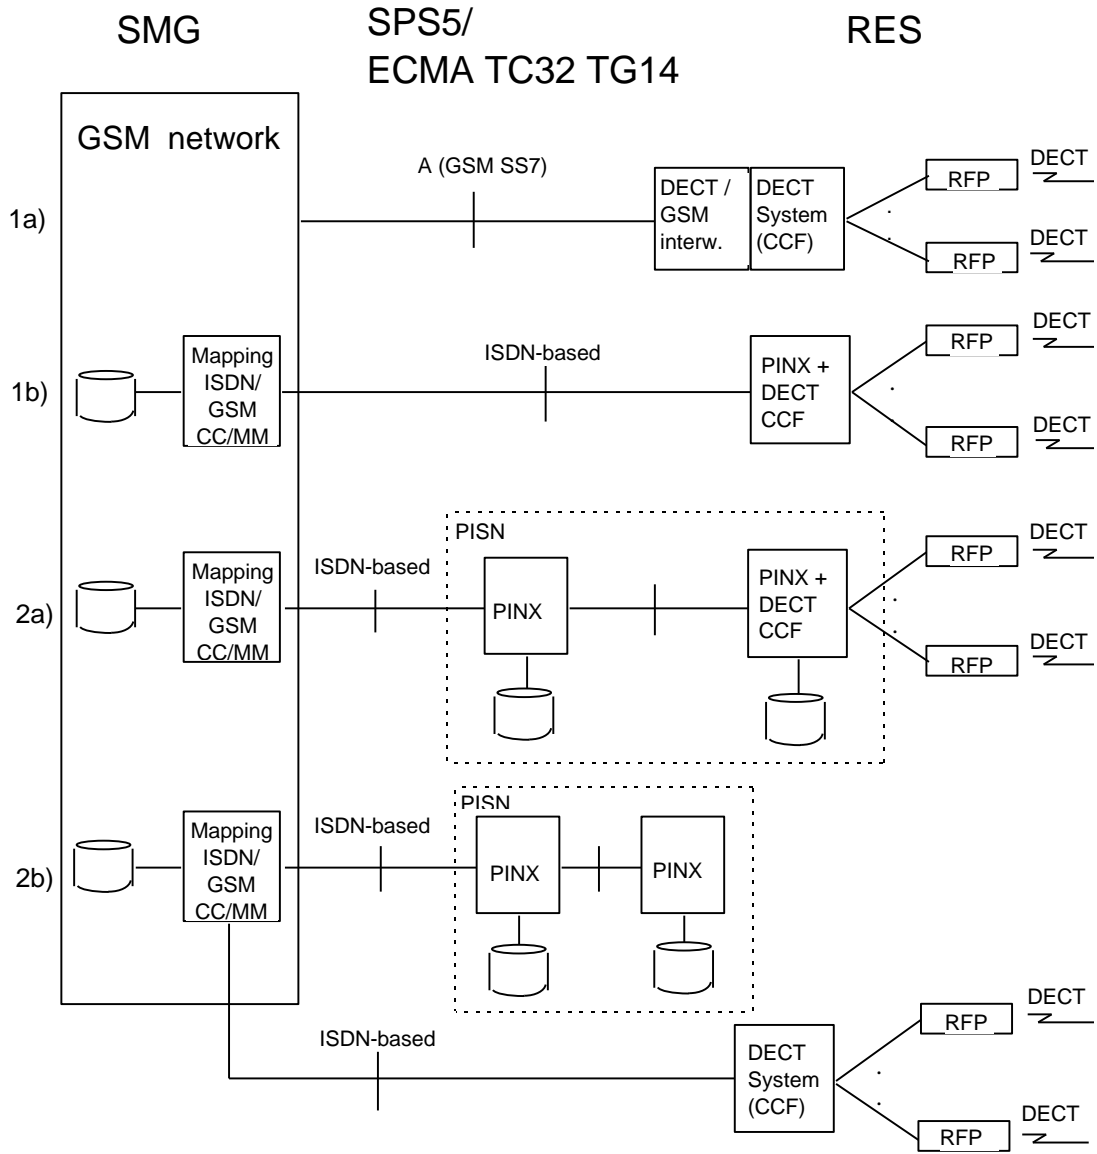 SMG
SPS5/
ECMA TC32 TG14
RES
GSM network
1a)
A (GSM SS7)
DECT /
GSM
interw.
DECT
System
(CCF)
RFP
DECT
RFP
DECT
1b)
Mapping
ISDN/
GSM
CC/MM
ISDN-based
PINX +
DECT
CCF
RFP
DECT
RFP
DECT
2a)
Mapping
ISDN/
GSM
CC/MM
ISDN-based
PISN
PINX
PINX +
DECT
CCF
RFP
DECT
RFP
DECT
2b)
Mapping
ISDN/
GSM
CC/MM
ISDN-based
PISN
PINX
PINX
ISDN-based
DECT
System
(CCF)
RFP
DECT
RFP
DECT